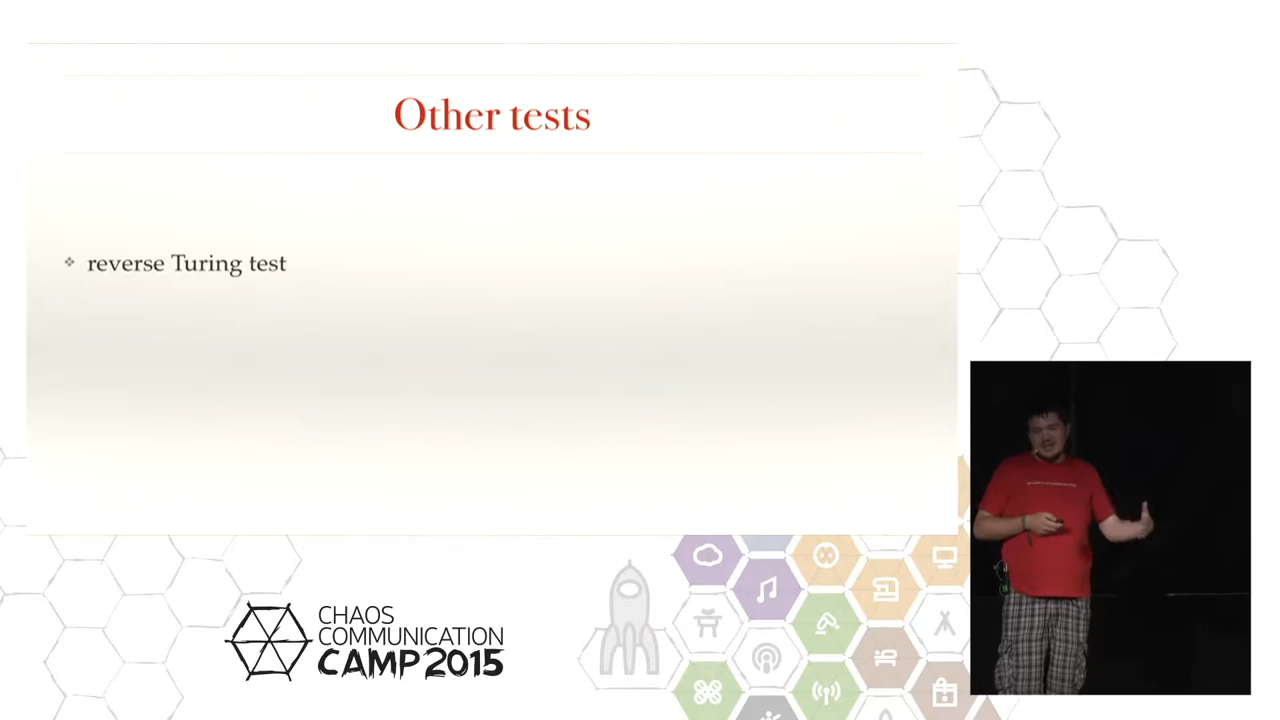 Other tests
reverse Turing test
CHAOS
COMMUNICATION
CAMP 2015